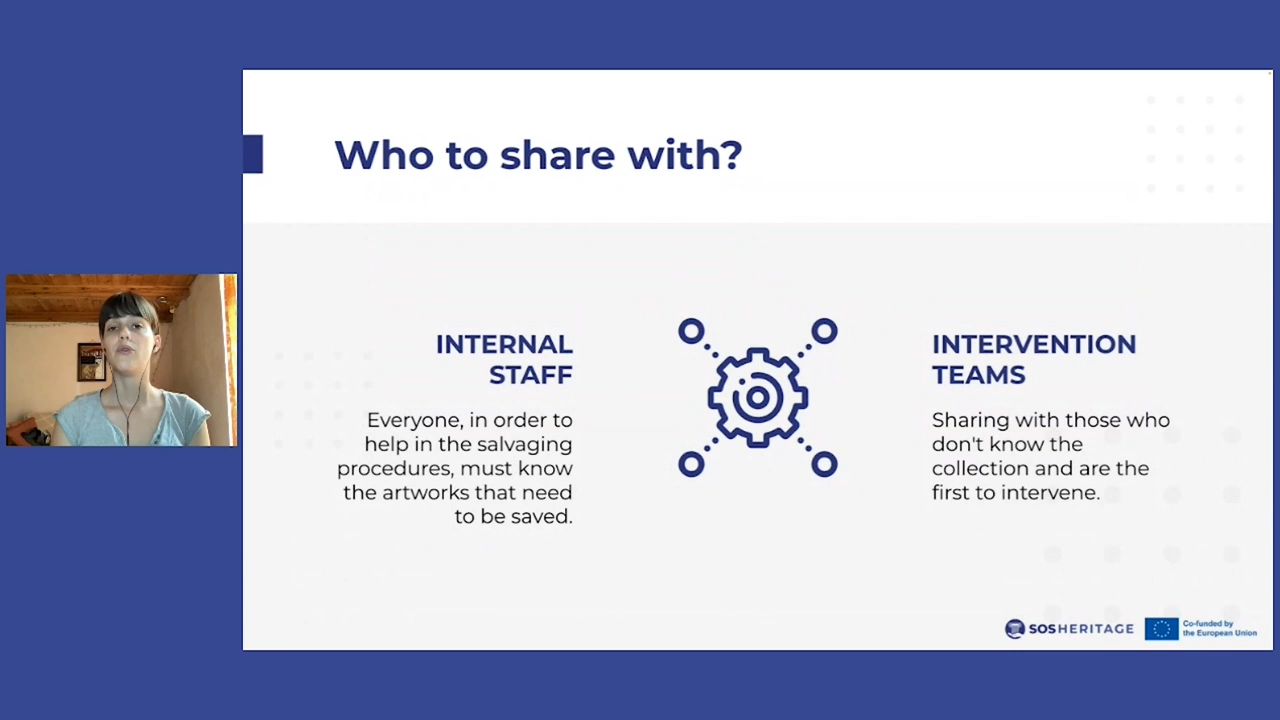 Who to share with?
INTERNAL
STAFF
Everyone, in order to
help in the salvaging
procedures, must know
the artworks that need
to be saved.
INTERVENTION
TEAMS
Sharing with those who
don't know the
collection and are the
first to intervene.
SOSHERITAGE
Co-funded by
the European Union